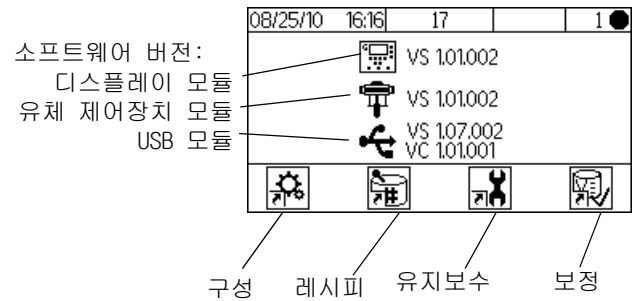 08/25/10 16:16 17 1
소프트웨어 버전:
디스플레이 모듈
VS 1.01.002
유체 제어장치 모듈
VS 1.01.002
USB 모듈
VS 1.07.002
VC 1.01.001
구성 레시피 유지보수 보정